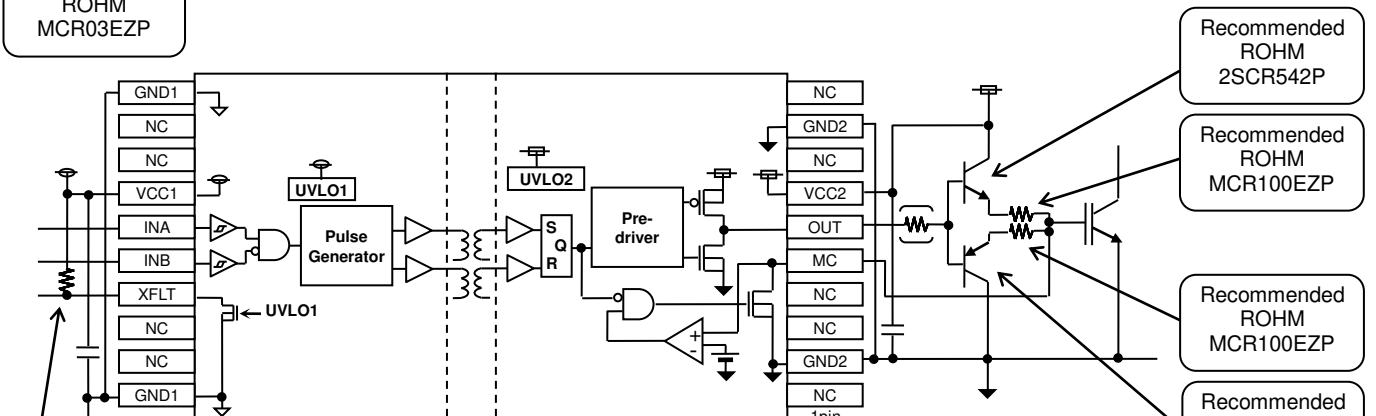 ROHM
MCR03EZP
Recommended
ROHM
2SCR542P
Recommended
ROHM
MCR100EZP
Recommended
ROHM
MCR100EZP
Recommended
GND1
NC
NC
VCC1
INA
INB
XFLT
NC
NC
GND1
UVLO1
Pulse
Generator
UVLO1
UVLO2
S
Q
R
Pre-
driver
+
-
NC
GND2
NC
VCC2
OUT
MC
NC
NC
GND2
NC
1pin